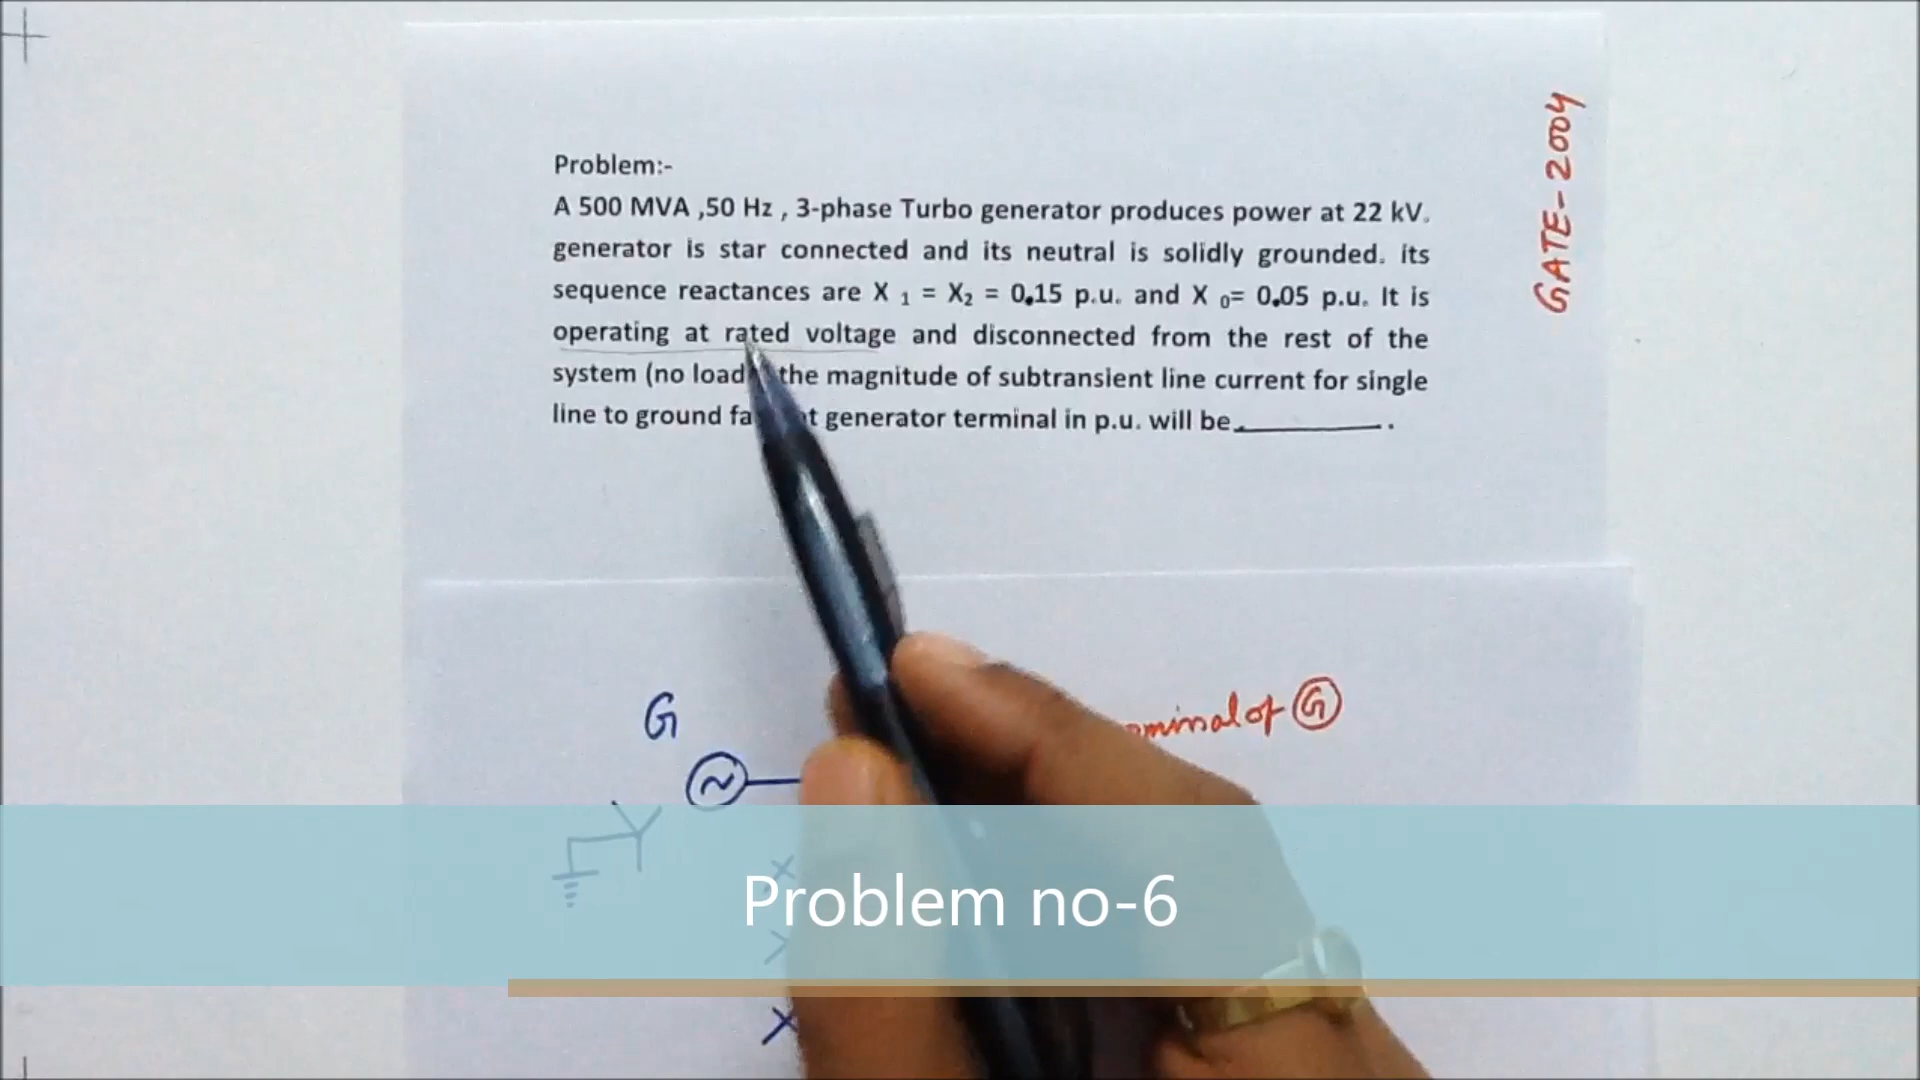 Problem:-
A 500 MVA ,50 Hz , 3-phase Turbo generator produces power at 22 kV.
generator is star connected and its neutral is solidly grounded. its
sequence reactances are X 1 = X2 = 0.15 p.u. and X 0= 0.05 p.u. It is
operating at rated voltage and disconnected from the rest of the
system (no load the magnitude of subtransient line current for single
line to ground generator terminal in p.u. will be__________.
GATE-2004
G
of G
Problem no-6